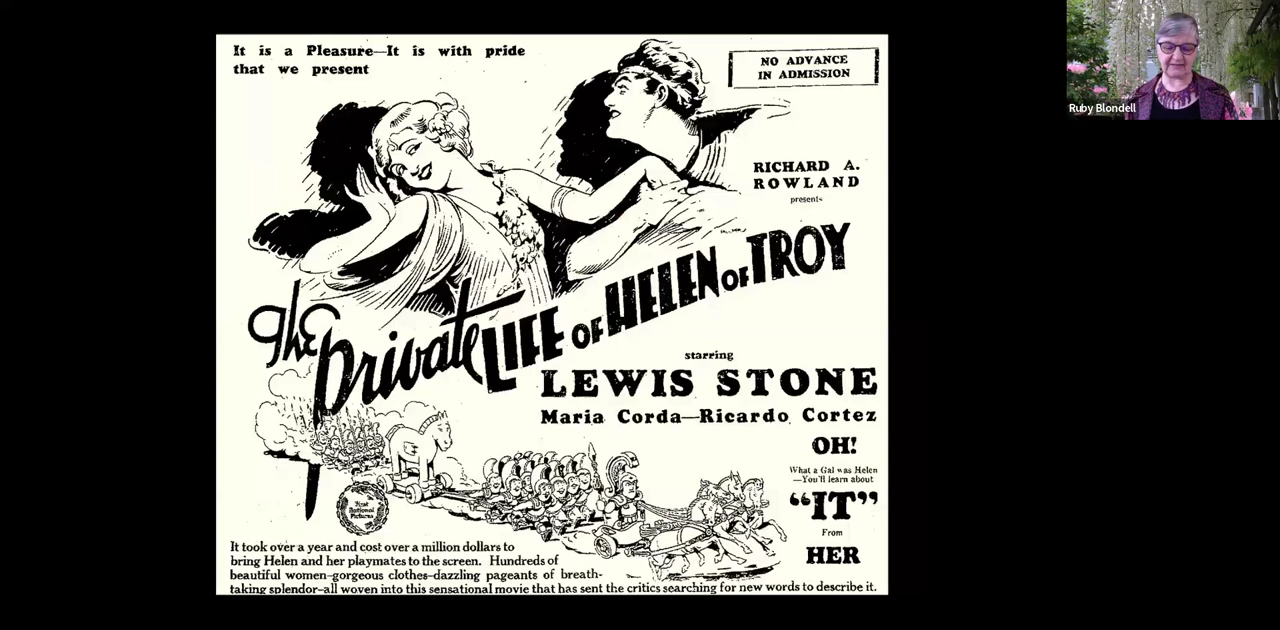 It is a Pleasure—It is with pride
that we present
NO ADVANCE
IN ADMISSION
Ruby Blondell
RICHARD A.
ROWLAND
presents
The Private LIFE OF HELEN OF TROY
starring
LEWIS STONE
Maria Corda—Ricardo Cortez
OH!
What a Gal was Helen
—You'll learn about
"IT"
From
HER
First
National
Pictures
It took over a year and cost over a million dollars to
bring Helen and her playmates to the screen. Hundreds of
beautiful women–gorgeous clothes–dazzling pageants of breath-
taking splendor–all woven into this sensational movie that has sent the critics searching for new words to describe it.